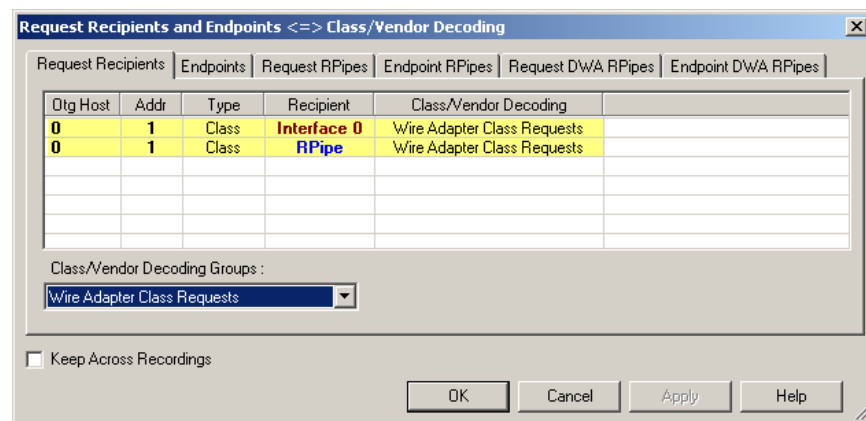 Request Recipients and Endpoints <=> Class/Vendor Decoding
Request Recipients Endpoints Request RPipes Endpoint RPipes Request DWA RPipes Endpoint DWA RPipes
Otg Host Addr Type Recipient Class/Vendor Decoding
0 1 Class Interface 0 Wire Adapter Class Requests
0 1 Class RPipe Wire Adapter Class Requests
Class/Vendor Decoding Groups :
Wire Adapter Class Requests
Keep Across Recordings
OK Cancel Apply Help